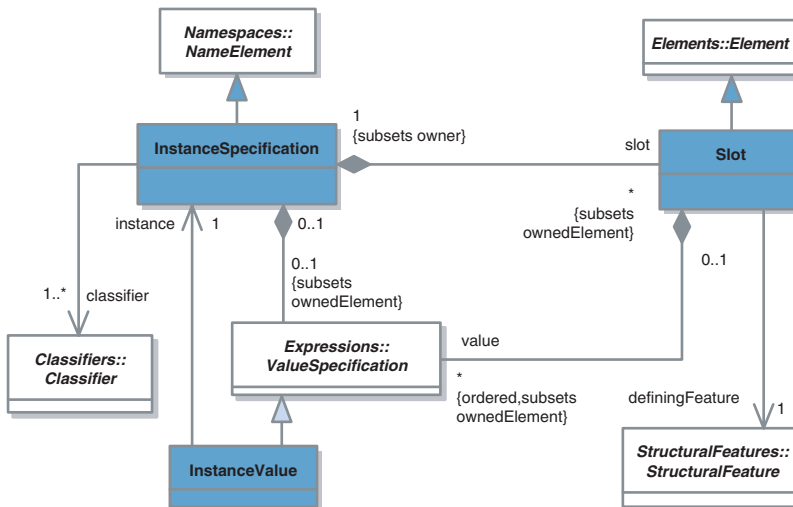 Namespaces::
NameElement
Elements::Element
InstanceSpecification
1
{subsets owner}
slot
Slot
*
{subsets
ownedElement}
instance
1
0..1
0..1
0..1
{subsets
ownedElement}
1..*
classifier
Classifiers::
Classifier
Expressions::
ValueSpecification
value
*
{ordered,subsets
ownedElement}
definingFeature
1
InstanceValue
StructuralFeatures::
StructuralFeature